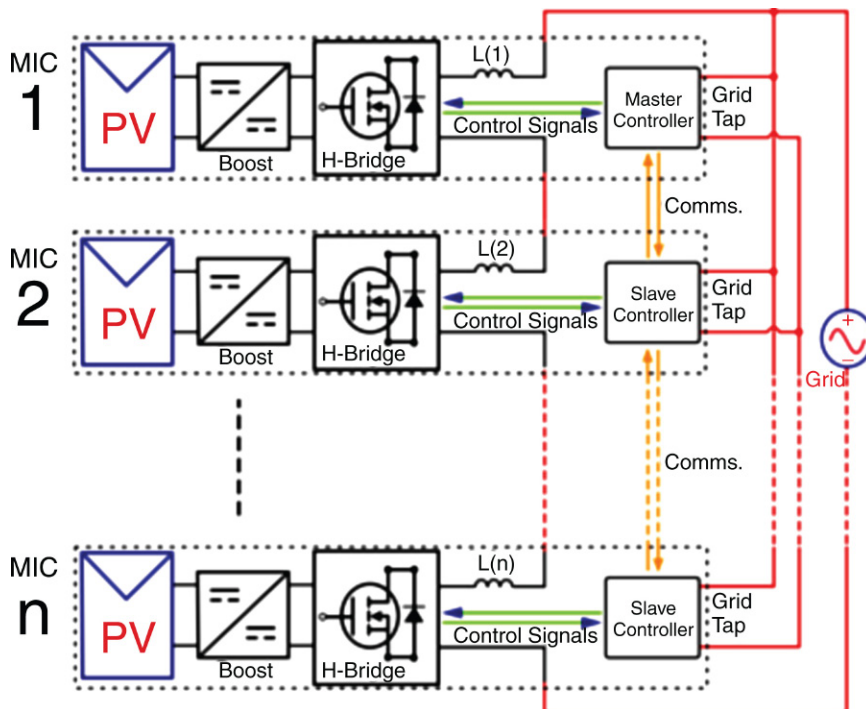 MIC
1
PV
Boost
H-Bridge
L(1)
Control Signals
Master
Controller
Grid
Tap
Comms.
MIC
2
PV
Boost
H-Bridge
L(2)
Control Signals
Slave
Controller
Grid
Tap
+
−
Grid
Comms.
MIC
n
PV
Boost
H-Bridge
L(n)
Control Signals
Slave
Controller
Grid
Tap